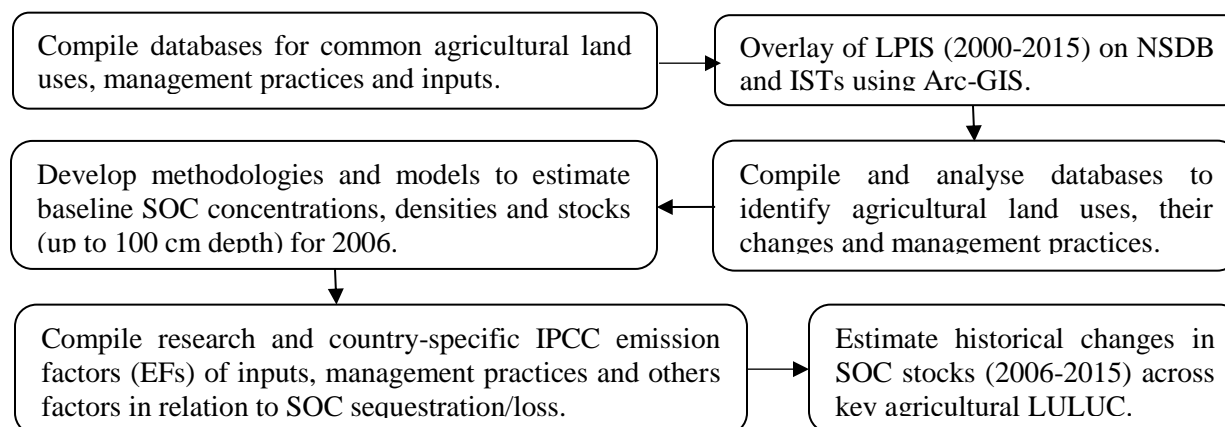 Compile databases for common agricultural land
uses, management practices and inputs.
Overlay of LPIS (2000-2015) on NSDB
and ISTs using Arc-GIS.
Compile and analyse databases to
identify agricultural land uses, their
changes and management practices.
Develop methodologies and models to estimate
baseline SOC concentrations, densities and stocks
(up to 100 cm depth) for 2006.
Compile research and country-specific IPCC emission
factors (EFs) of inputs, management practices and others
factors in relation to SOC sequestration/loss.
Estimate historical changes in
SOC stocks (2006-2015) across
key agricultural LULUC.